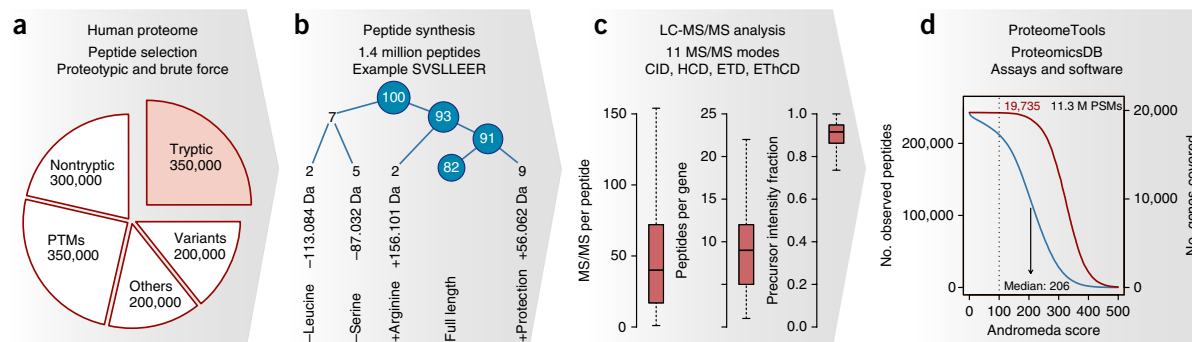 a
Human proteome
Peptide selection
Proteotypic and brute force
Nontryptic
300,000
Tryptic
350,000
PTMs
350,000
Variants
200,000
Others
200,000
b
Peptide synthesis
1.4 million peptides
Example SVSLLEER
100
7
93
91
2
5
2
82
9
−113.084 Da
−87.032 Da
+156.101 Da
+56.062 Da
−Leucine
−Serine
+Arginine
Full length
+Protection
c
LC-MS/MS analysis
11 MS/MS modes
CID, HCD, ETD, EThCD
MS/MS per peptide
150
100
50
0
Peptides per gene
25
20
15
10
5
0
Precursor intensity fraction
1.0
0.8
0.6
0.4
0.2
0.0
d
ProteomeTools
ProteomicsDB
Assays and software
19,735
11.3 M PSMs
No. observed peptides
200,000
100,000
0
20,000
10,000
0
No. genes covered
Median: 206
0
100
200
300
400
500
Andromeda score